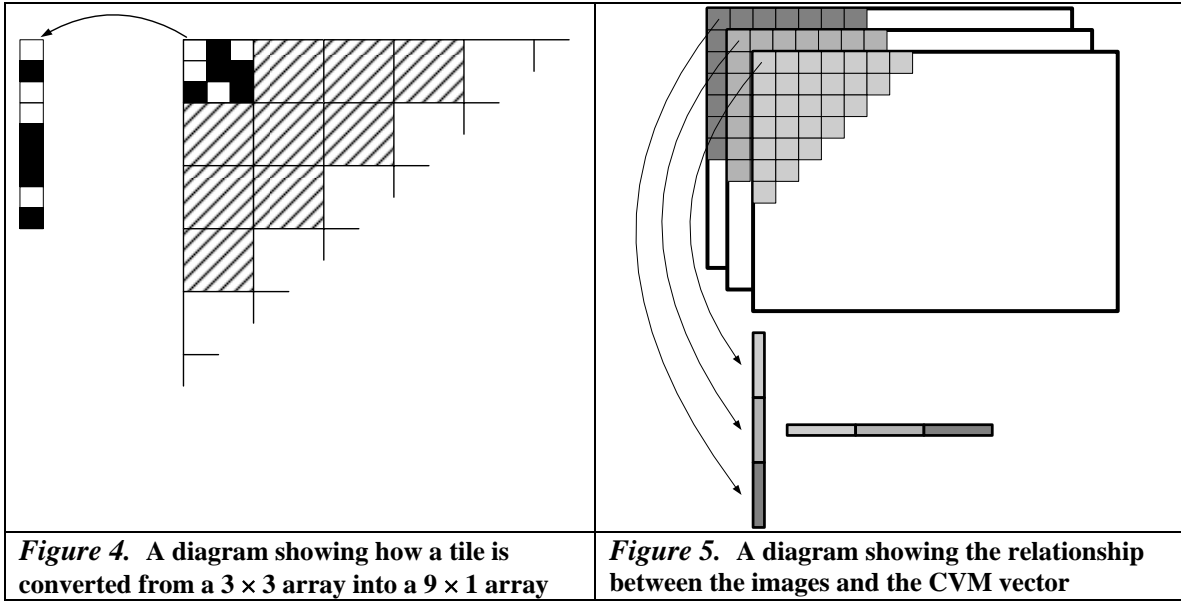 Figure 4. A diagram showing how a tile is
converted from a 3 × 3 array into a 9 × 1 array
Figure 5. A diagram showing the relationship
between the images and the CVM vector